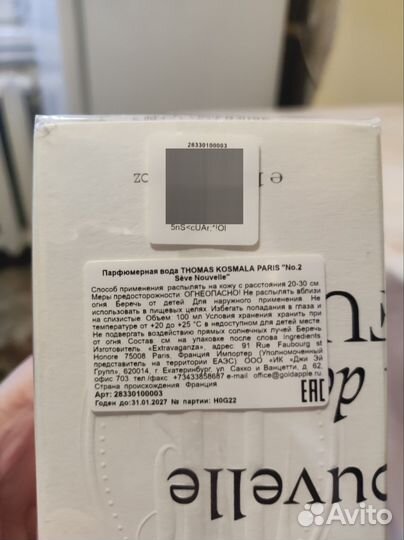 28330100003
5nS<cUAr;*!OI
Парфюмерная вода THOMAS KOSMALA PARIS "No.2
Sève Nouvelle"
Способ применения распылять на кожу с расстояния 20-30 см
Меры предосторожности ОГНЕОПАСНО! Не распылять вблизи
огня Беречь от детей Для наружного применения Не
использовать в пищевых целях Избегать попадания в глаза и
на слизистые Объем 100 мл Условия хранения хранить при
температуре от +20 до +25 °С в недоступном для детей месте
Не подвергать воздействию прямых солнечных лучей Беречь
от огня Состав см на упаковке после слова Ingredients
Изготовитель «Extravaganza», адрес: 91 Rue Faubourg st
Honore 75008 Paris, Франция Импортер (Уполномоченный
представитель на территории ЕАЭС) ООО «ИК «Джи Эй
Групп», 620014, г. Екатеринбург, ул. Сакко и Ванцетти, д 62,
офис 703 тел /факс +73433858687 e-mail office@goldapple.ru
Страна происхождения Франция
Арт: 28330100003
Годен до: 31.01.2027 № партии: H0G22
EAC
ouvelle
Avito